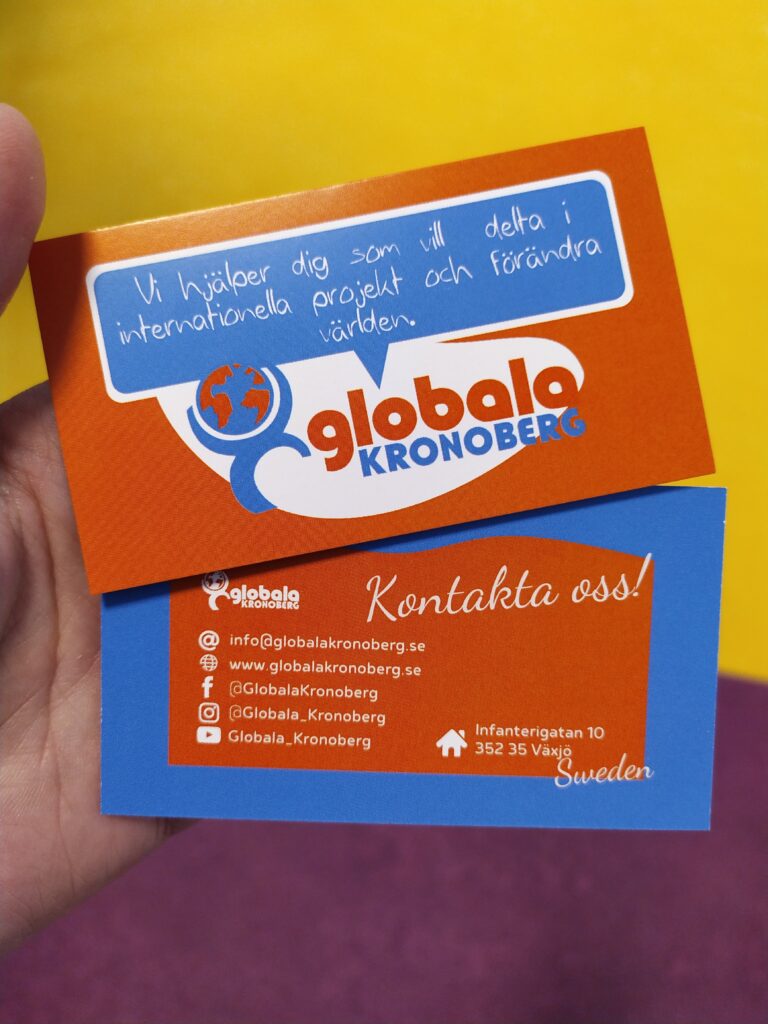 Vi hjälper dig som vill delta i
internationella projekt och förändra
världen.
globala
KRONOBERG
globala
KRONOBERG
Kontakta oss!
info@globalakronoberg.se
www.globalakronoberg.se
@GlobalaKronoberg
@Globala_Kronoberg
Globala_Kronoberg
Infanterigatan 10
352 35 Växjö
Sweden